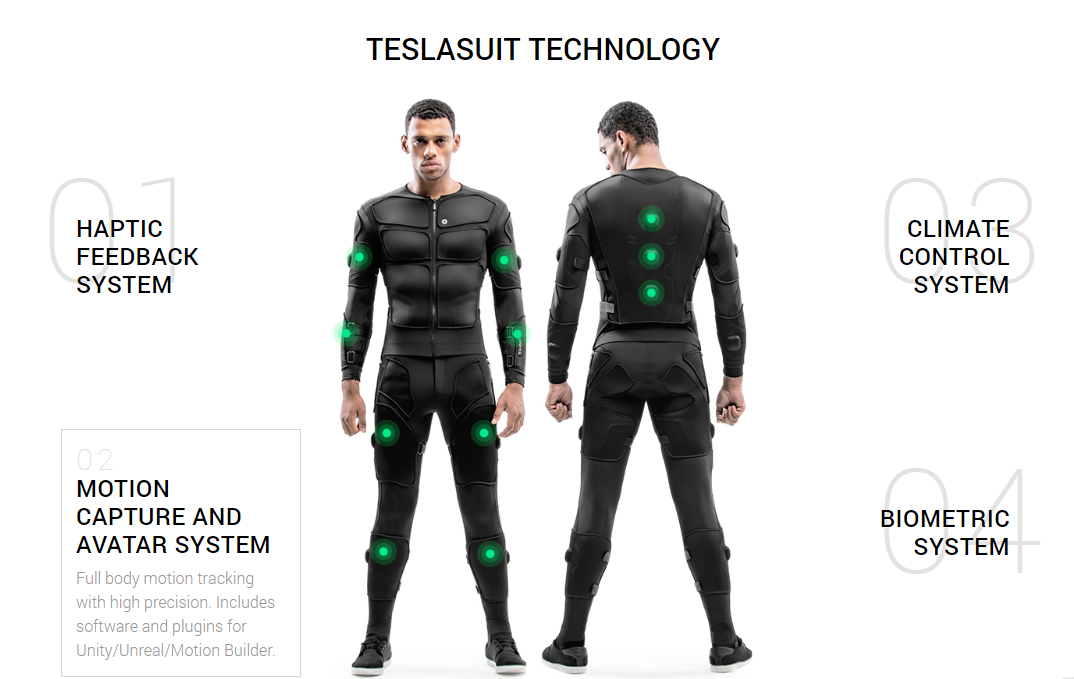 TESLASUIT TECHNOLOGY
01
HAPTIC
FEEDBACK
SYSTEM
02
MOTION
CAPTURE AND
AVATAR SYSTEM
Full body motion tracking
with high precision. Includes
software and plugins for
Unity/Unreal/Motion Builder.
03
CLIMATE
CONTROL
SYSTEM
04
BIOMETRIC
SYSTEM